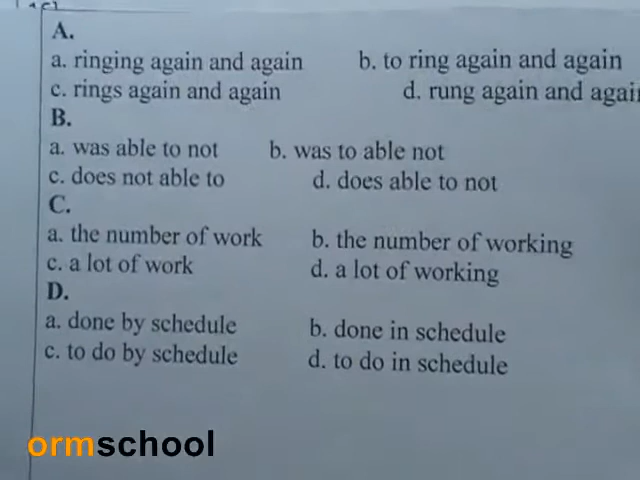 A.
a. ringing again and again b. to ring again and again
c. rings again and again d. rung again and
B.
a. was able to not b. was to able not
c. does not able to d. does able to not
C.
a. the number of work b. the number of working
c. a lot of work d. a lot of working
D.
a. done by schedule b. done in schedule
c. to do by schedule d. to do in schedule
ormschool